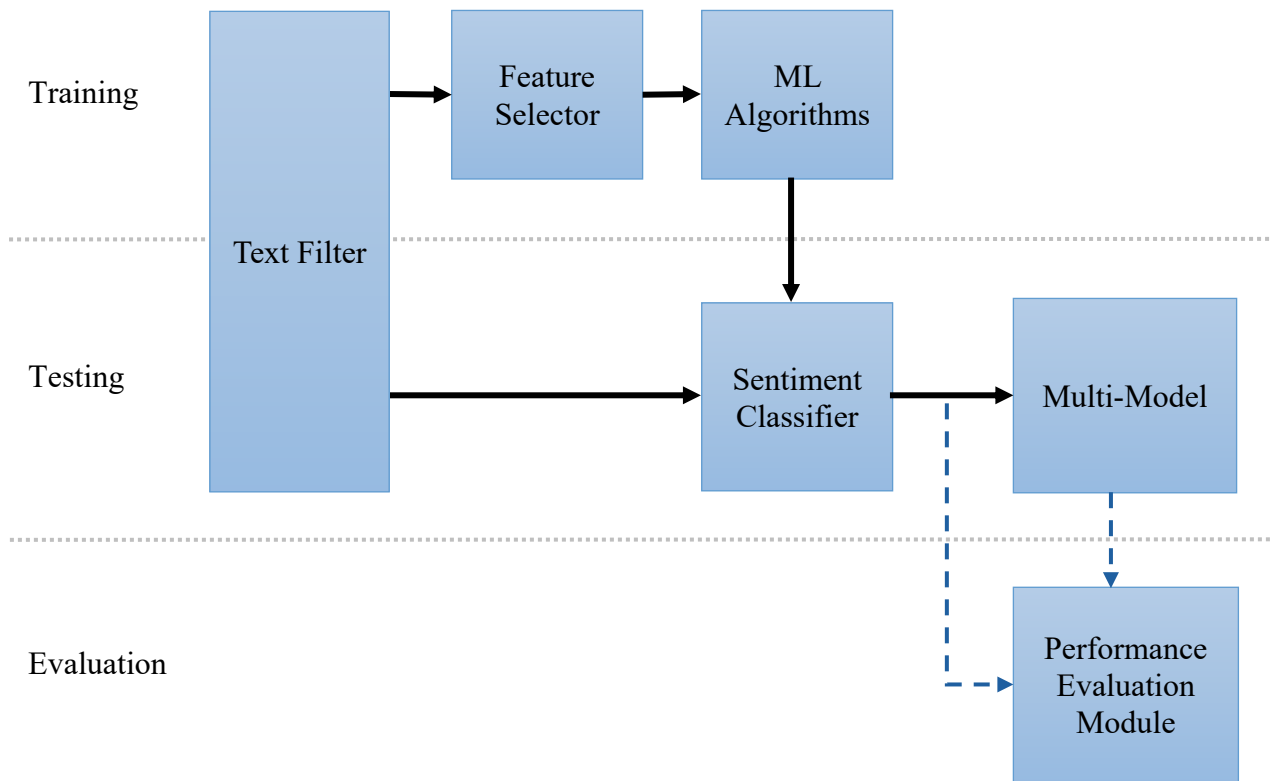 Training
Feature
Selector
ML
Algorithms
Text Filter
Testing
Sentiment
Classifier
Multi-Model
Evaluation
Performance
Evaluation
Module